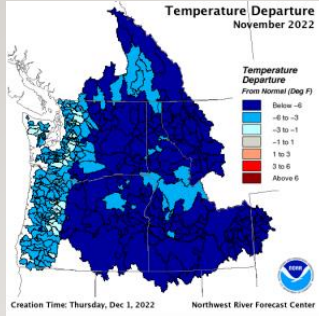 Temperature Departure
November 2022
Temperature
Departure
From Normal (Deg F)
Below -6
-6 to -3
-3 to -1
-1 to 1
1 to 3
3 to 6
Above 6
NOAA
Creation Time: Thursday, Dec 1, 2022
Northwest River Forecast Center